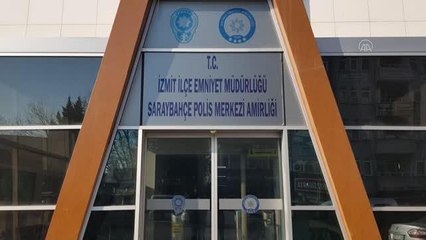 T.C.
İZMİT İLÇE EMNİYET MÜDÜRLÜĞÜ
SARAYBAHÇE POLİS MERKEZİ AMİRLİĞİ